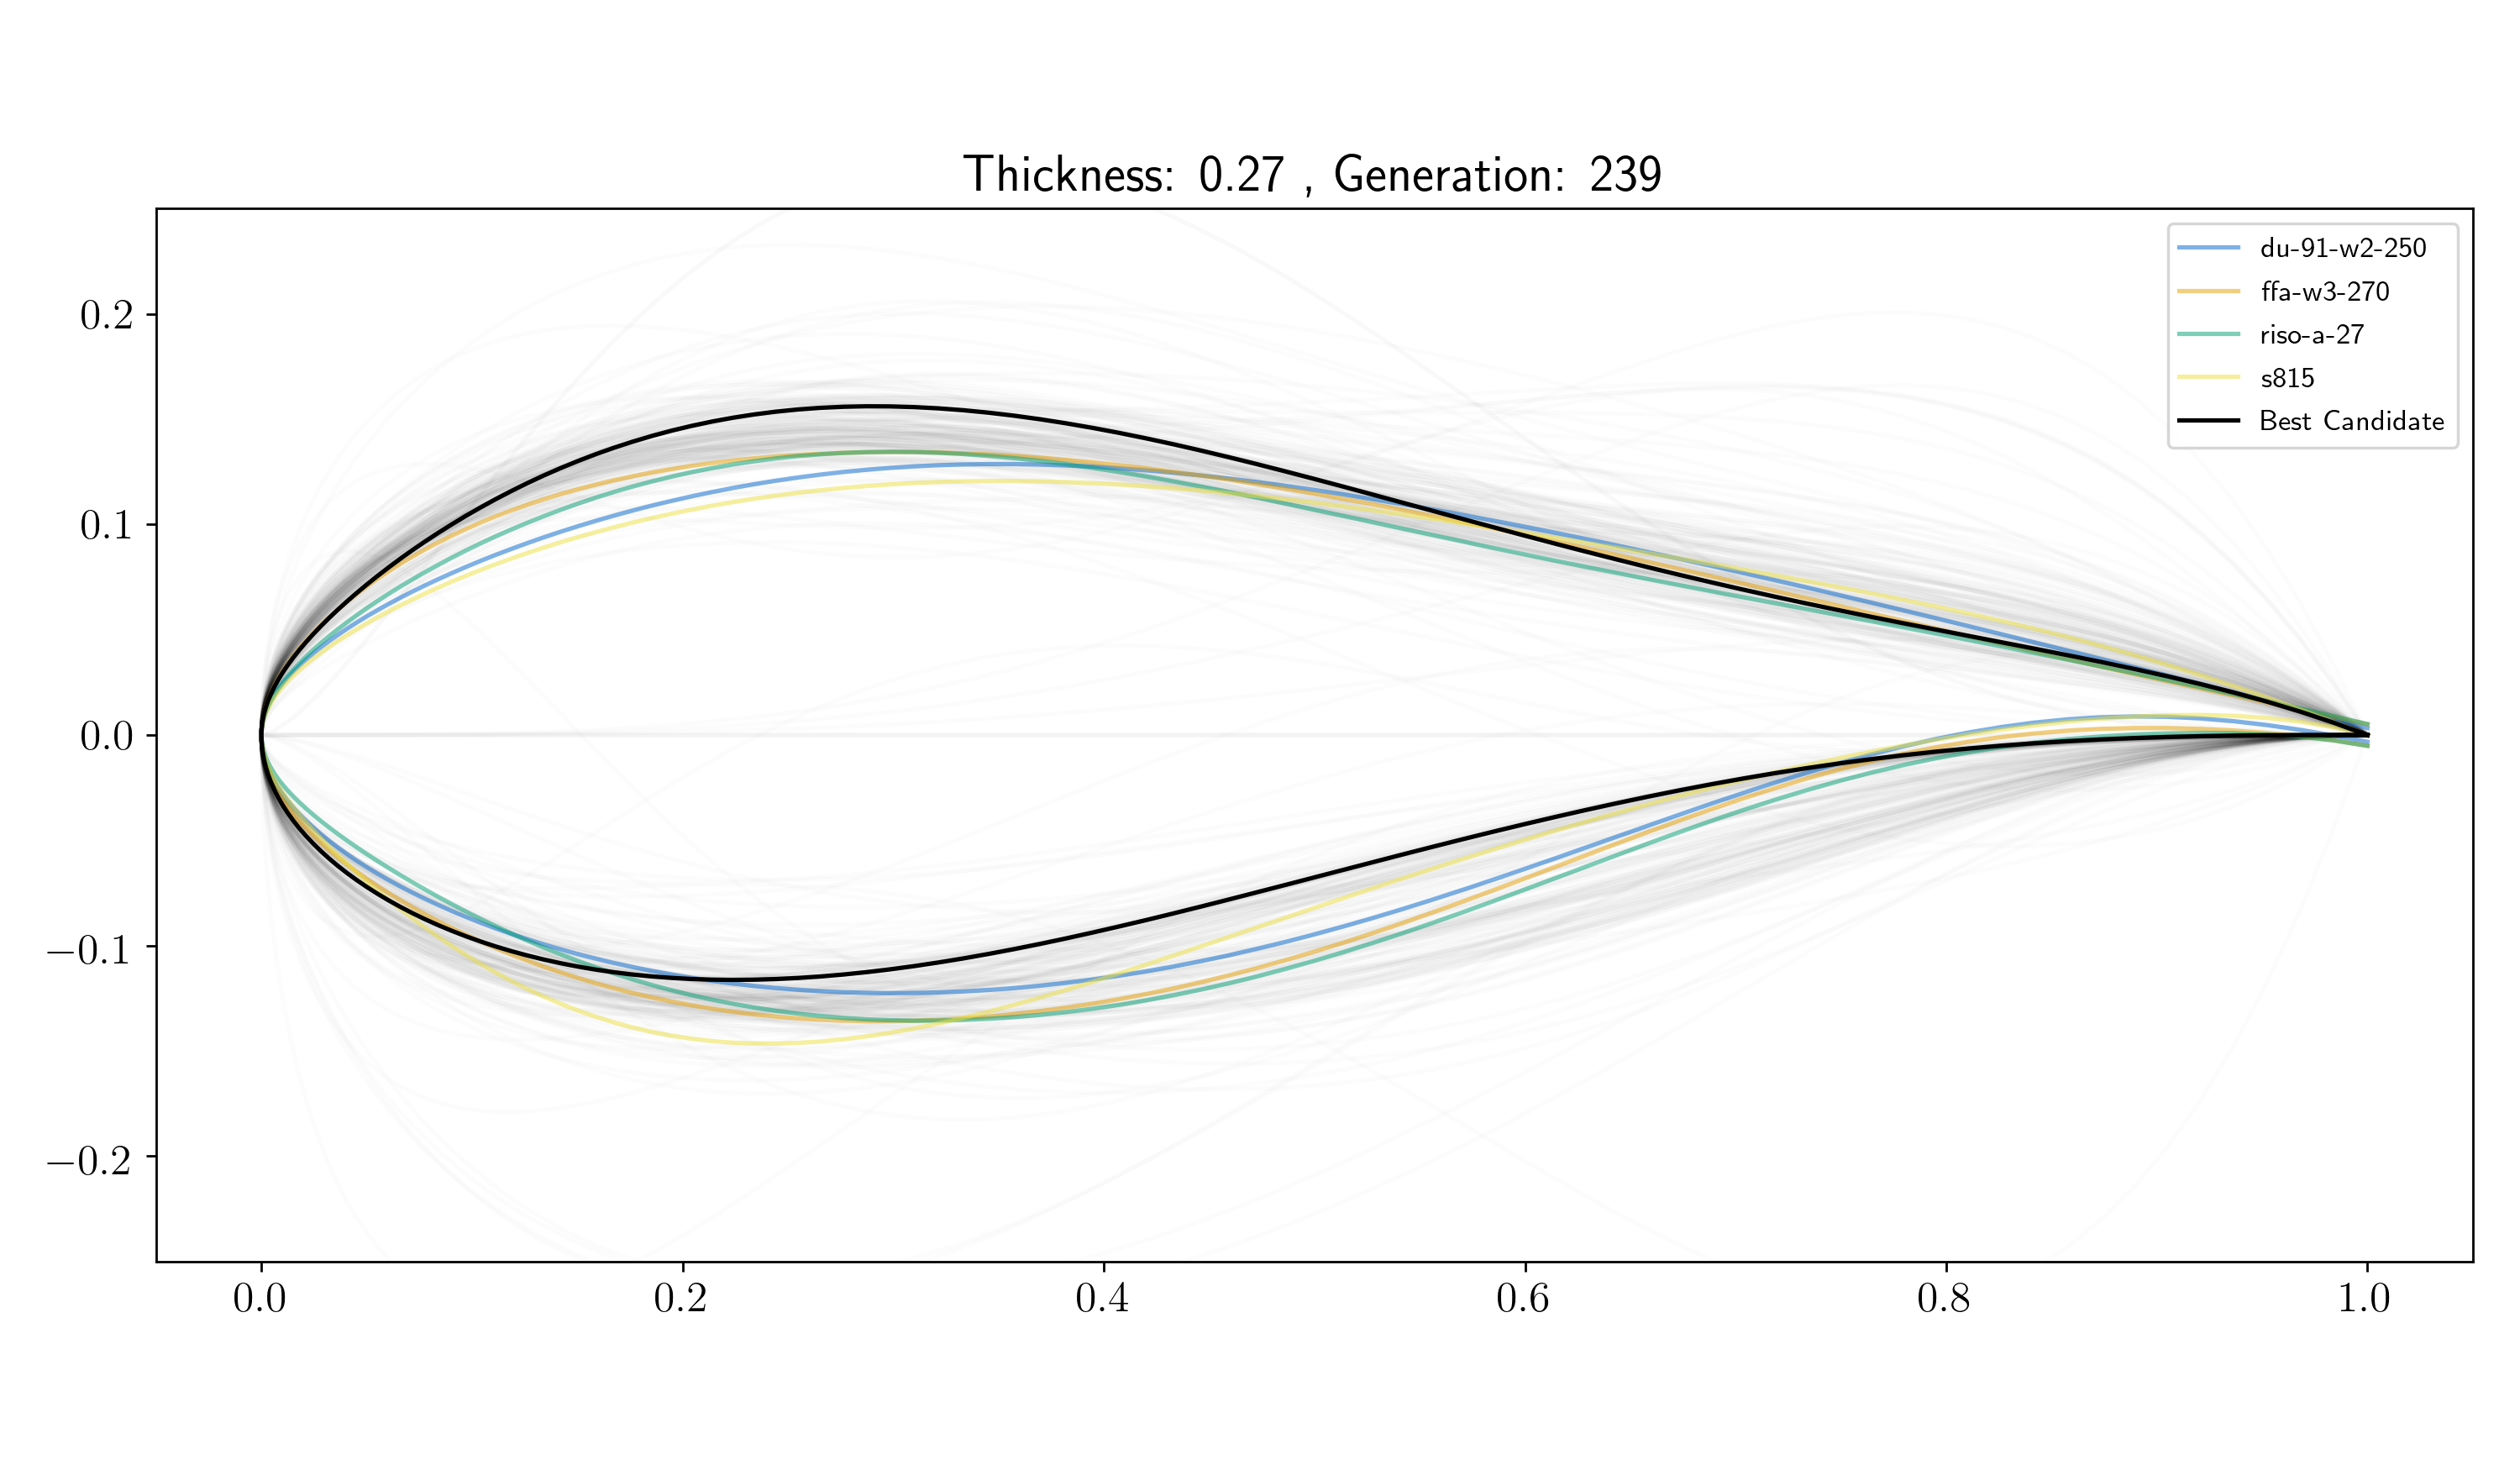 Thickness: 0.27 , Generation: 239
du-91-w2-250
ffa-w3-270
riso-a-27
s815
Best Candidate
0.2
0.1
0.0
−0.1
−0.2
0.0 0.2 0.4 0.6 0.8 1.0